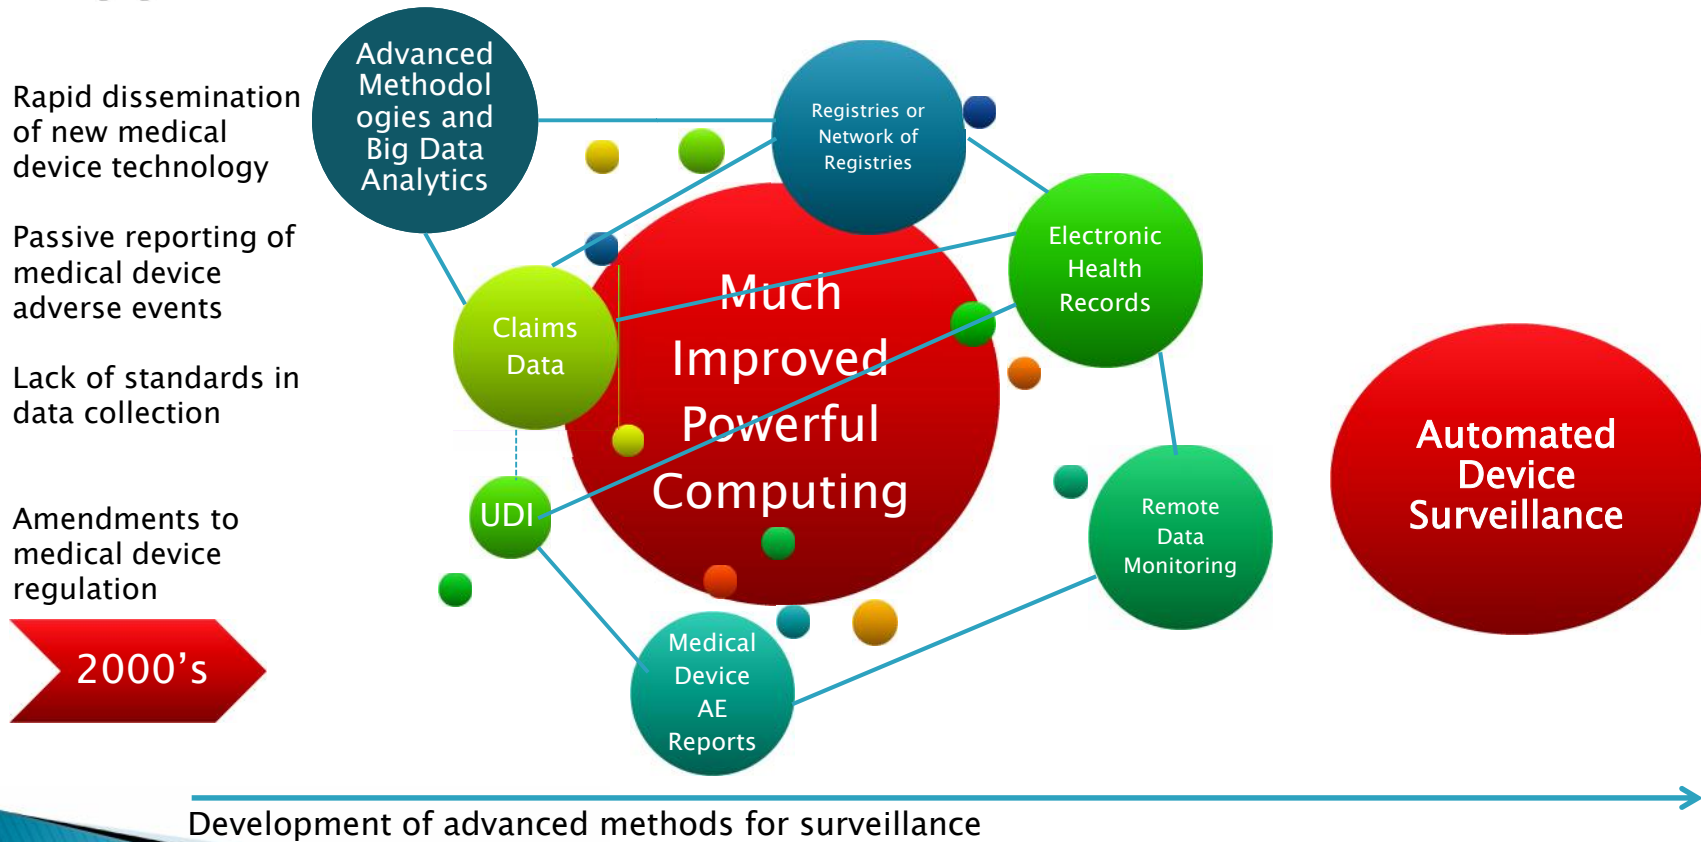 Rapid dissemination
of new medical
device technology
Passive reporting of
medical device
adverse events
Lack of standards in
data collection
Amendments to
medical device
regulation
2000's
Advanced
Methodol
ogies and
Big Data
Analytics
Registries or
Network of
Registries
Electronic
Health
Records
Claims
Data
Much
Improved
Powerful
Computing
UDI
Remote
Data
Monitoring
Medical
Device
AE
Reports
Automated
Device
Surveillance
Development of advanced methods for surveillance